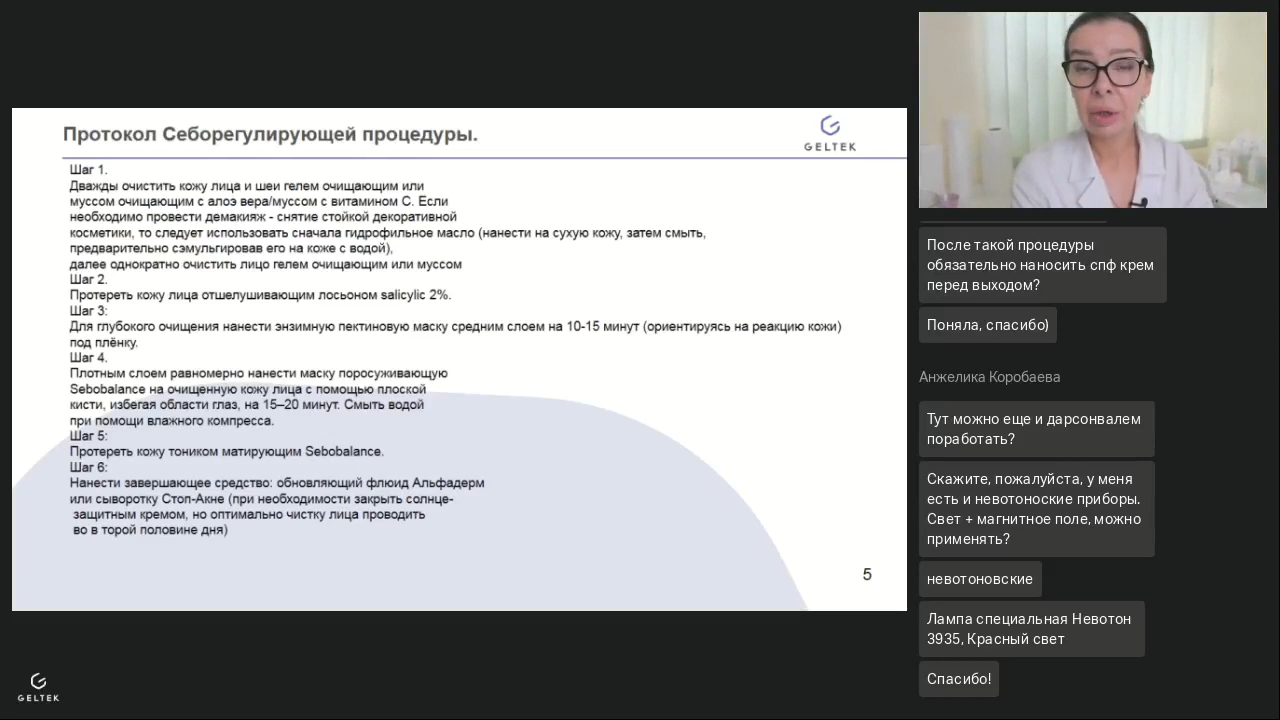 Протокол Себорегулирующей процедуры.
GELTEK
Шаг 1.
Дважды очистить кожу лица и шеи гелем очищающим или
муссом очищающим с алоэ вера/муссом с витамином С. Если
необходимо провести демакияж - снятие стойкой декоративной
косметики, то следует использовать сначала гидрофильное масло (нанести на сухую кожу, затем смыть,
предварительно сэмульгировав его на коже с водой),
далее однократно очистить лицо гелем очищающим или муссом
Шаг 2.
Протереть кожу лица отшелушивающим лосьоном salicylic 2%.
Шаг 3:
Для глубокого очищения нанести энзимную пектиновую маску средним слоем на 10-15 минут (ориентируясь на реакцию кожи)
под плёнку.
Шаг 4.
Плотным слоем равномерно нанести маску поросуживающую
Sebobalance на очищенную кожу лица с помощью плоской
кисти, избегая области глаз, на 15–20 минут. Смыть водой
при помощи влажного компресса.
Шаг 5:
Протереть кожу тоником матирующим Sebobalance.
Шаг 6:
Нанести завершающее средство: обновляющий флюид Альфадерм
или сыворотку Стоп-Акне (при необходимости закрыть солнце-
защитным кремом, но оптимально чистку лица проводить
во в торой половине дня)
5
GELTEK
После такой процедуры
обязательно наносить спф крем
перед выходом?
Поняла, спасибо)
Анжелика Коробаева
Тут можно еще и дарсонвалем
поработать?
Скажите, пожалуйста, у меня
есть и невотоноские приборы.
Свет + магнитное поле, можно
применять?
невотоновские
Лампа специальная Невотон
3935, Красный свет
Спасибо!